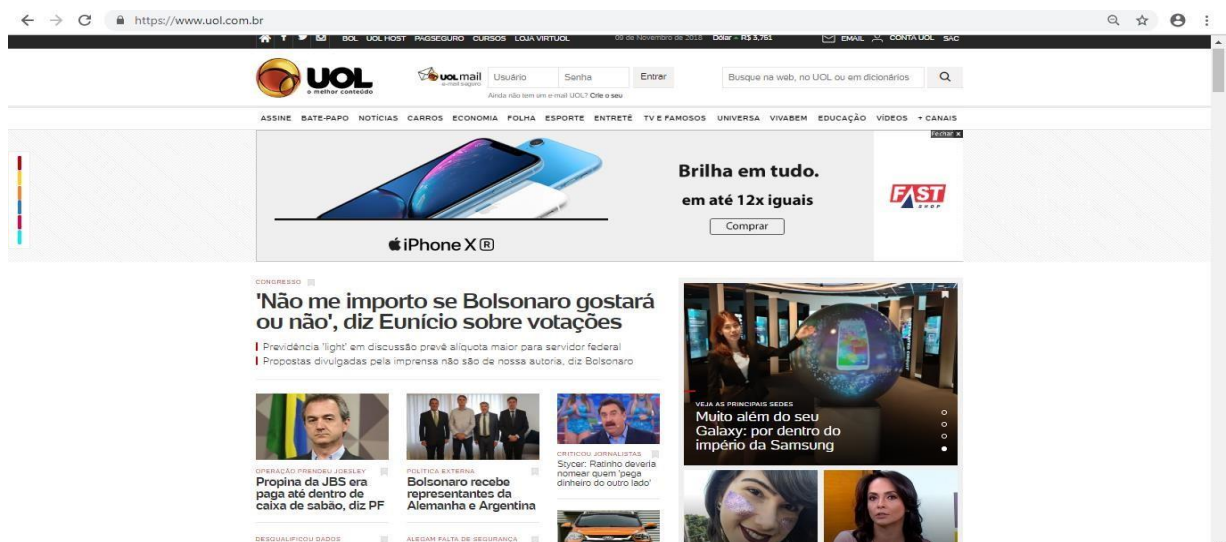 https://www.uol.com.br
BOL UOL HOST PAGSEGURO CURSOS LOJA VIRTUOL 09 de Novembro de 2018 Dólar R$ 3,751 EMAIL CONTA UOL SAC
UOL
o melhor conteúdo
UOL mail
e-mail seguro
Usuário Senha Entrar
Busque na web, no UOL ou em dicionários
Ainda não tem um e-mail UOL? Crie o seu
ASSINE BATE-PAPO NOTÍCIAS CARROS ECONOMIA FOLHA ESPORTE ENTRETÊ TV E FAMOSOS UNIVERSA VIVABEM EDUCAÇÃO VÍDEOS + CANAIS
Fechar x
Brilha em tudo.
em até 12x iguais
Comprar
FAST
SHOP
iPhone XR
CONGRESSO
'Não me importo se Bolsonaro gostará
ou não', diz Eunício sobre votações
Previdência 'light' em discussão prevê alíquota maior para servidor federal
Propostas divulgadas pela imprensa não são de nossa autoria, diz Bolsonaro
VEJA AS PRINCIPAIS SEDES
Muito além do seu
Galaxy: por dentro do
império da Samsung
OPERAÇÃO PRENDEU JOESLEY
Propina da JBS era
paga até dentro de
caixa de sabão, diz PF
POLÍTICA EXTERNA
Bolsonaro recebe
representantes da
Alemanha e Argentina
CRITICOU JORNALISTAS
Stycer: Ratinho deveria
nomear quem 'pega
dinheiro do outro lado'
DESQUALIFICOU DADOS
ALEGAM FALTA DE SEGURANÇA